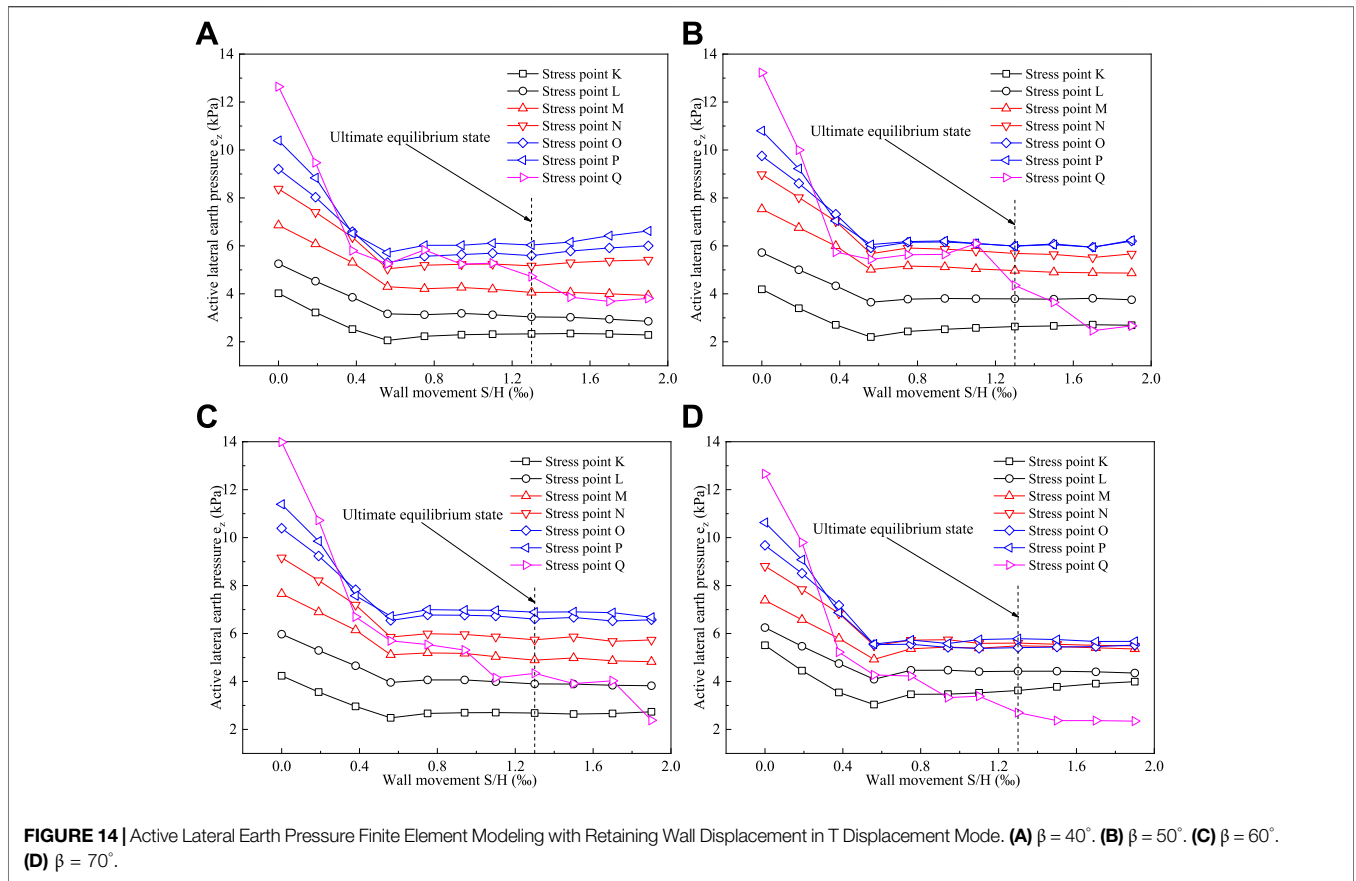 A
Active lateral earth pressure e_z (kPa)
14
12
10
8
6
4
2
0.0 0.4 0.8 1.2 1.6 2.0
Wall movement S/H (‰)
Ultimate equilibrium state
Stress point K
Stress point L
Stress point M
Stress point N
Stress point O
Stress point P
Stress point Q
B
Active lateral earth pressure e_z (kPa)
14
12
10
8
6
4
2
0.0 0.4 0.8 1.2 1.6 2.0
Wall movement S/H (‰)
Ultimate equilibrium state
Stress point K
Stress point L
Stress point M
Stress point N
Stress point O
Stress point P
Stress point Q
C
Active lateral earth pressure e_z (kPa)
14
12
10
8
6
4
2
0.0 0.4 0.8 1.2 1.6 2.0
Wall movement S/H (‰)
Ultimate equilibrium state
Stress point K
Stress point L
Stress point M
Stress point N
Stress point O
Stress point P
Stress point Q
D
Active lateral earth pressure e_z (kPa)
14
12
10
8
6
4
2
0.0 0.4 0.8 1.2 1.6 2.0
Wall movement S/H (‰)
Ultimate equilibrium state
Stress point K
Stress point L
Stress point M
Stress point N
Stress point O
Stress point P
Stress point Q
FIGURE 14 | Active Lateral Earth Pressure Finite Element Modeling with Retaining Wall Displacement in T Displacement Mode. (A) β = 40°. (B) β = 50°. (C) β = 60°.
(D) β = 70°.